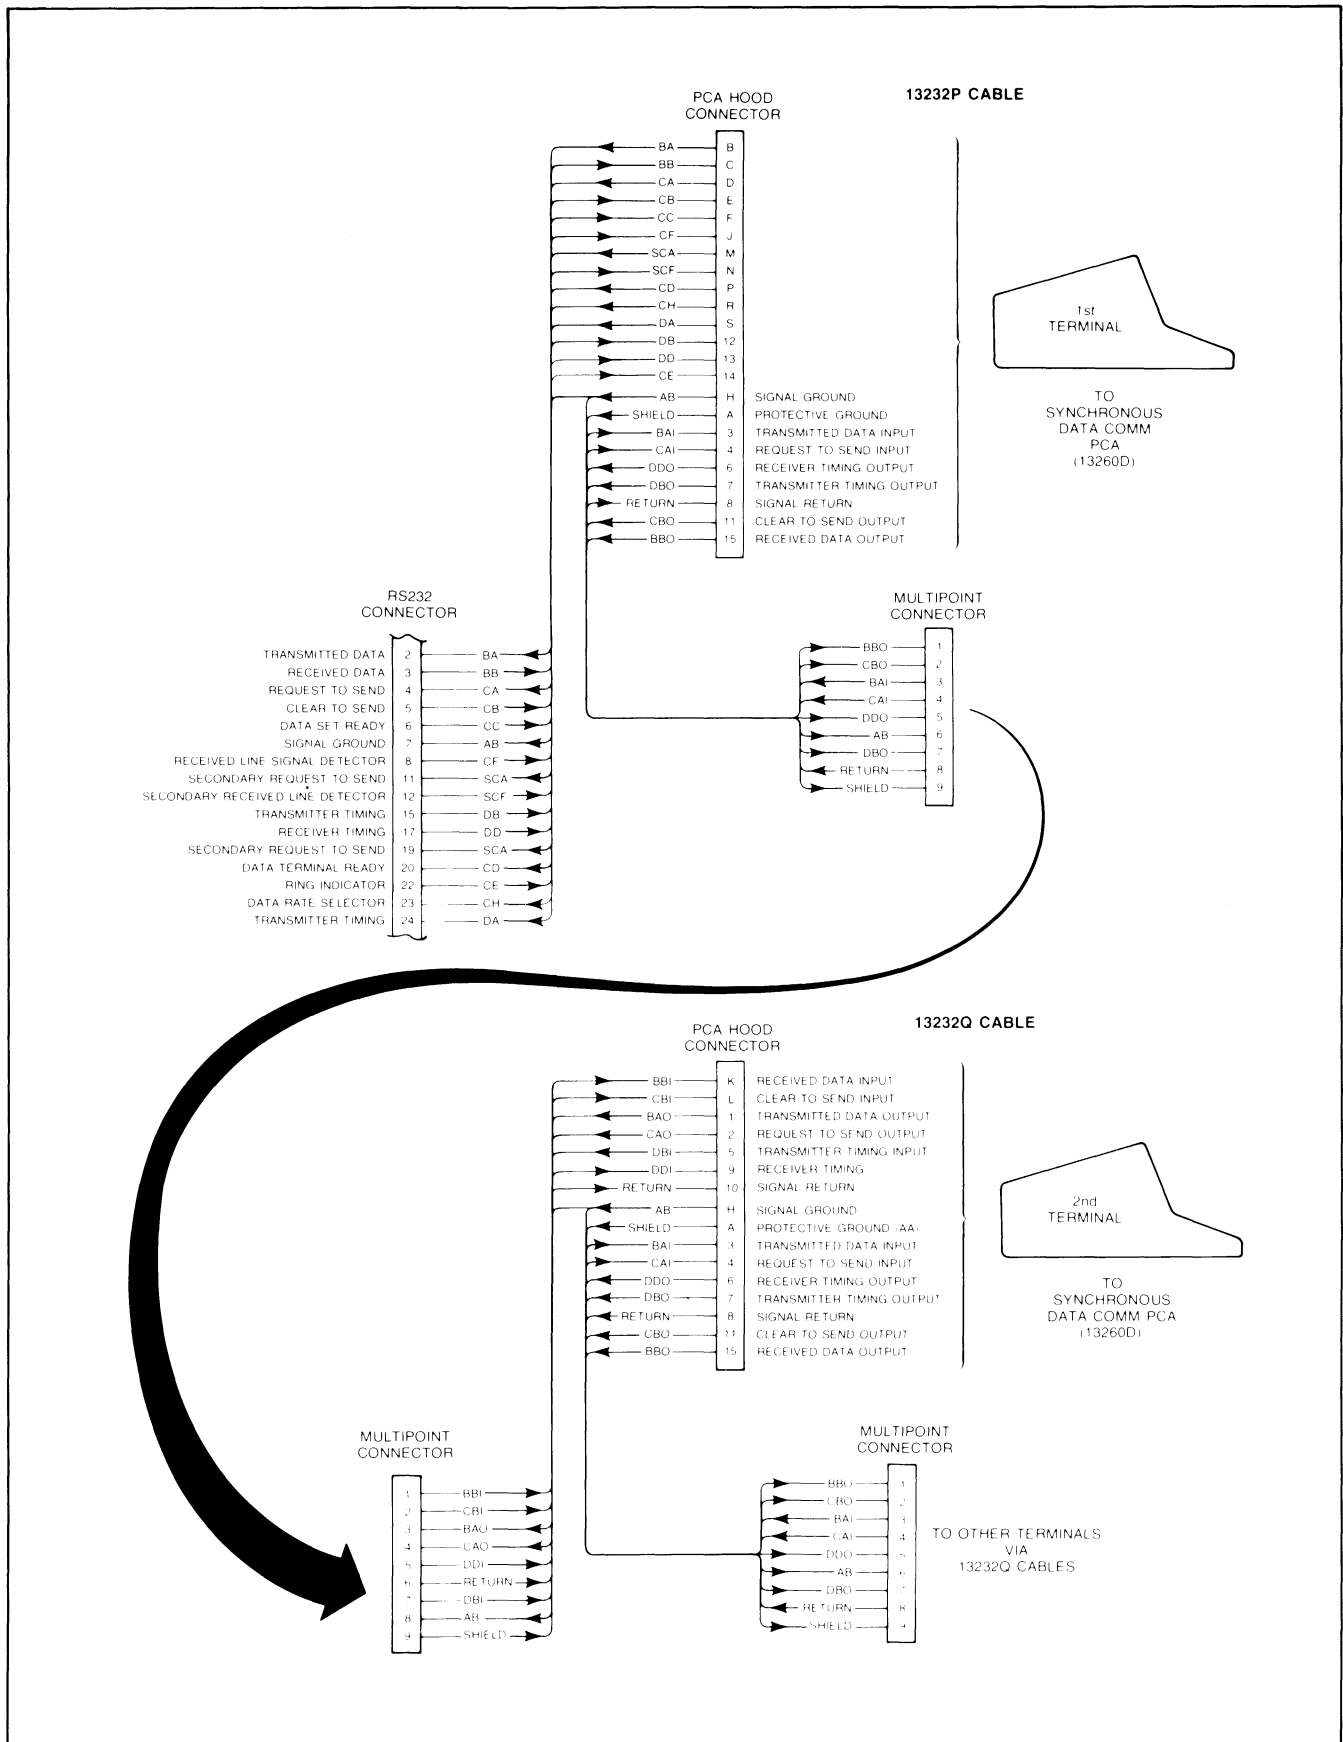 13232P CABLE
PCA HOOD
CONNECTOR
BA B
BB C
CA D
CB E
CC F
CF J
SCA M
SCF N
CD P
CH R
DA S
DB 12
DD 13
CE 14
AB H SIGNAL GROUND
SHIELD A PROTECTIVE GROUND
BAI 3 TRANSMITTED DATA INPUT
CAI 4 REQUEST TO SEND INPUT
DDO 6 RECEIVER TIMING OUTPUT
DBO 7 TRANSMITTER TIMING OUTPUT
RETURN 8 SIGNAL RETURN
CBO 11 CLEAR TO SEND OUTPUT
BBO 15 RECEIVED DATA OUTPUT
1st
TERMINAL
TO
SYNCHRONOUS
DATA COMM
PCA
(13260D)
RS232
CONNECTOR
TRANSMITTED DATA 2 BA
RECEIVED DATA 3 BB
REQUEST TO SEND 4 CA
CLEAR TO SEND 5 CB
DATA SET READY 6 CC
SIGNAL GROUND 7 AB
RECEIVED LINE SIGNAL DETECTOR 8 CF
SECONDARY REQUEST TO SEND 11 SCA
SECONDARY RECEIVED LINE DETECTOR 12 SCF
TRANSMITTER TIMING 15 DB
RECEIVER TIMING 17 DD
SECONDARY REQUEST TO SEND 19 SCA
DATA TERMINAL READY 20 CD
RING INDICATOR 22 CE
DATA RATE SELECTOR 23 CH
TRANSMITTER TIMING 24 DA
MULTIPOINT
CONNECTOR
BBO 1
CBO 2
BAI 3
CAI 4
DDO 5
AB 6
DBO 7
RETURN 8
SHIELD 9
13232Q CABLE
PCA HOOD
CONNECTOR
BBI K RECEIVED DATA INPUT
CBI L CLEAR TO SEND INPUT
BAO 1 TRANSMITTED DATA OUTPUT
CAO 2 REQUEST TO SEND OUTPUT
DBI 5 TRANSMITTER TIMING INPUT
DDI 9 RECEIVER TIMING
RETURN 10 SIGNAL RETURN
AB H SIGNAL GROUND
SHIELD A PROTECTIVE GROUND (AA)
BAI 3 TRANSMITTED DATA INPUT
CAI 4 REQUEST TO SEND INPUT
DDO 6 RECEIVER TIMING OUTPUT
DBO 7 TRANSMITTER TIMING OUTPUT
RETURN 8 SIGNAL RETURN
CBO 11 CLEAR TO SEND OUTPUT
BBO 15 RECEIVED DATA OUTPUT
2nd
TERMINAL
TO
SYNCHRONOUS
DATA COMM PCA
(13260D)
MULTIPOINT
CONNECTOR
1 BBI
2 CBI
3 BAO
4 CAO
5 DDI
6 RETURN
7 DBI
8 AB
9 SHIELD
MULTIPOINT
CONNECTOR
BBO 1
CBO 2
BAI 3
CAI 4
DDO 5
AB 6
DBO 7
RETURN 8
SHIELD 9
TO OTHER TERMINALS
VIA
13232Q CABLES